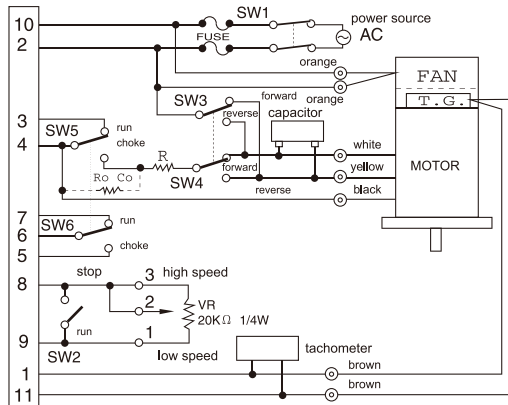 10
SW1
power source
FUSE
AC
2
orange
FAN
orange
T.G.
SW3
forward
reverse
capacitor
3
run
SW5
4
choke
R
white
forward
SW4
yellow
MOTOR
Ro Co
reverse
black
7
run
SW6
6
choke
5
8
stop
3
high speed
2
VR
20KΩ 1/4W
run
1
9
SW2
low speed
tachometer
1
brown
brown
11